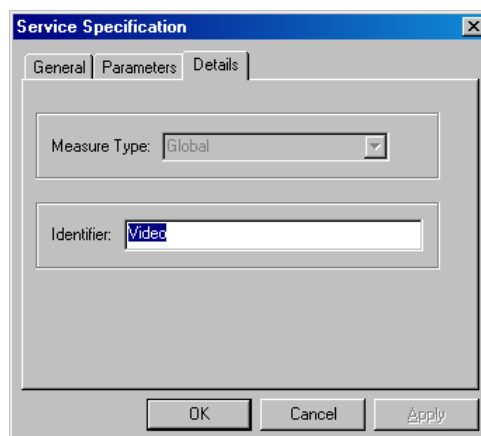 Service Specification
General Parameters Details
Measure Type: Global
Identifier: Video
OK Cancel Apply